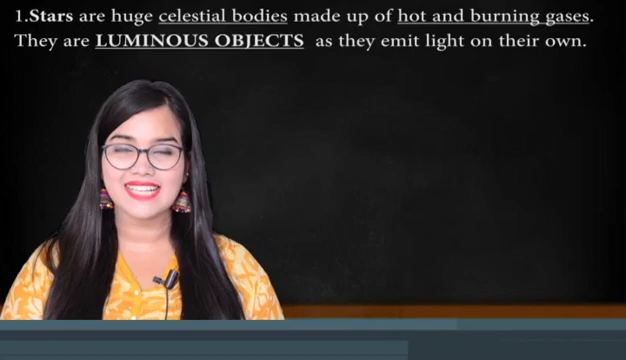 1.Stars are huge celestial bodies made up of hot and burning gases.
They are LUMINOUS OBJECTS as they emit light on their own.